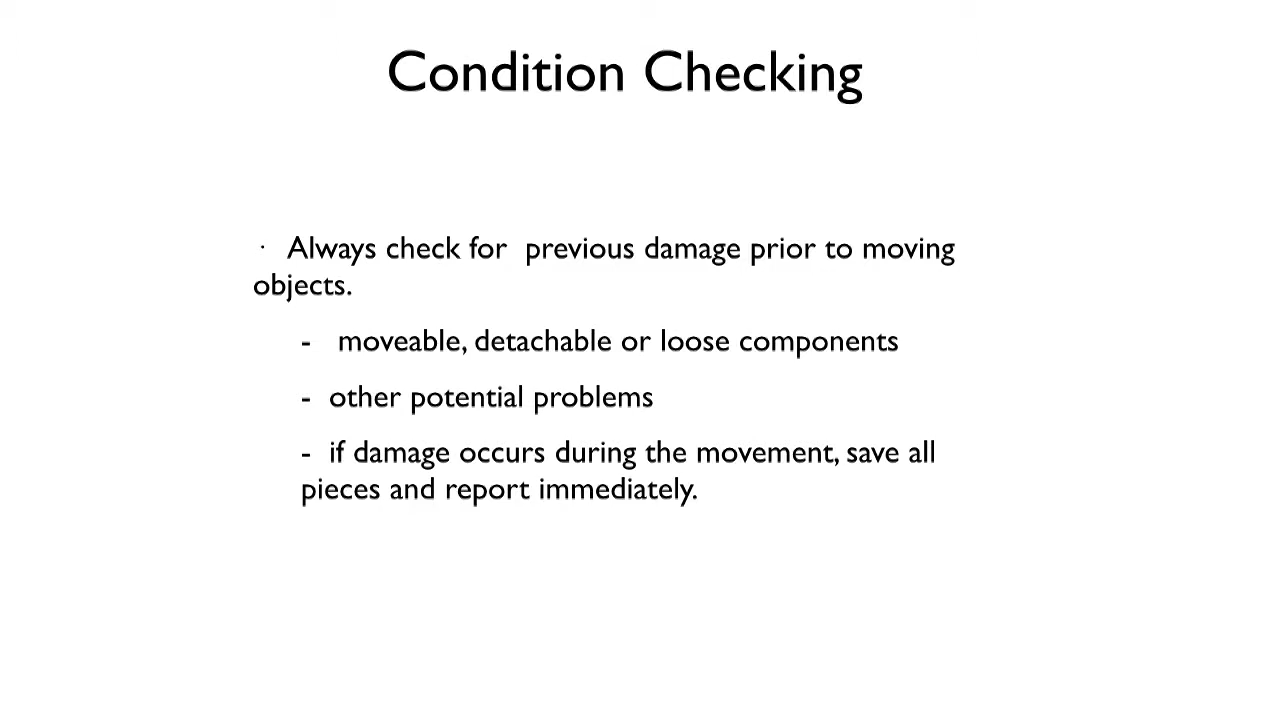 Condition Checking
· Always check for previous damage prior to moving
objects.
- moveable, detachable or loose components
- other potential problems
- if damage occurs during the movement, save all
pieces and report immediately.